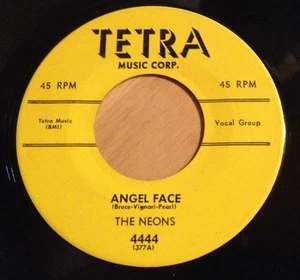 TETRA
MUSIC CORP.
45 RPM 45 RPM
Tetra Music Vocal Group
(BMI)
ANGEL FACE
(Bruce-Vignari-Pearl)
THE NEONS
4444
(377A)